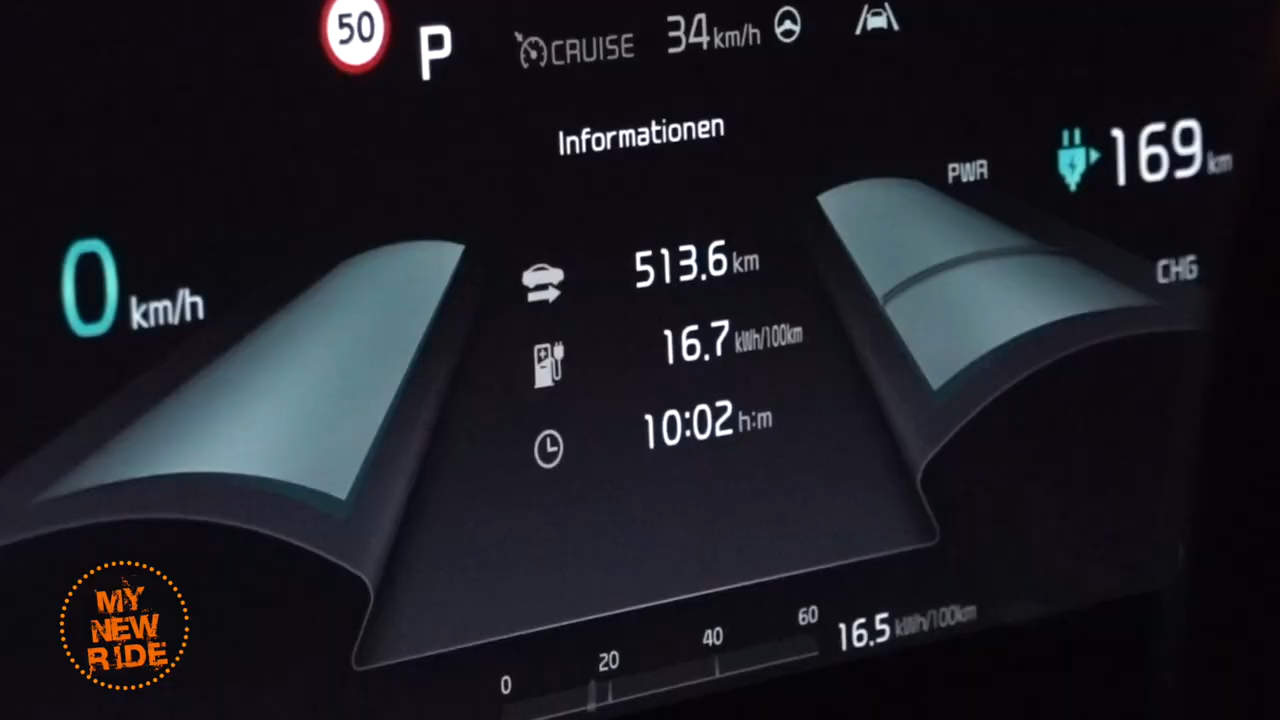 50
P
CRUISE 34 km/h
Informationen
169 km
PWR
513.6 km
CHG
0 km/h
16.7 kWh/100km
10:02 h:m
MY
NEW
RIDE
0 20 40 60
16.5 kWh/100km